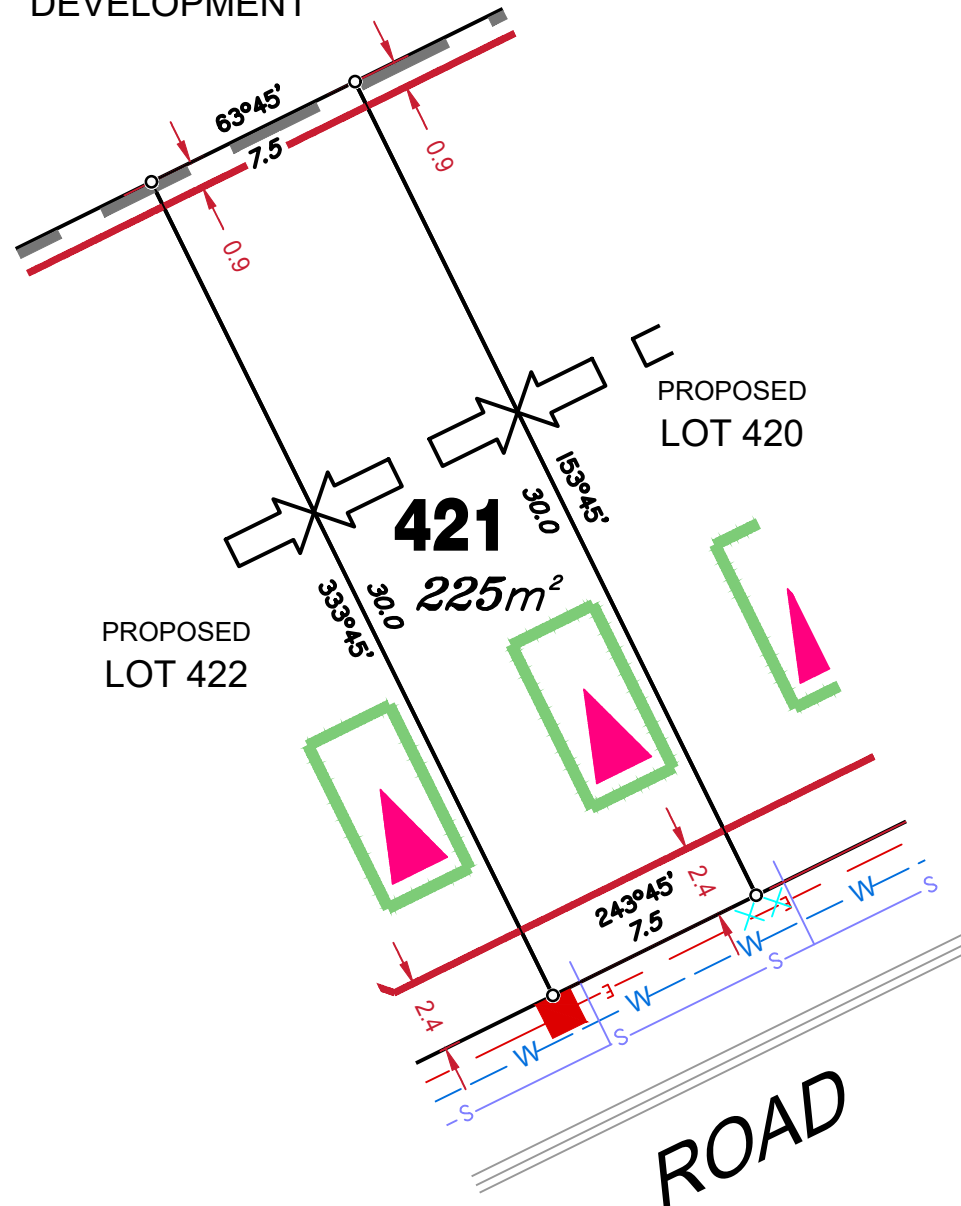 DEVELOPMENT
63°45'
7.5
0.9
0.9
PROPOSED
LOT 420
153°45'
30.0
421
225m²
30.0
333°45'
PROPOSED
LOT 422
2.4
243°45'
7.5
2.4
E
W
S
W
S
E
W
S
W
S
ROAD